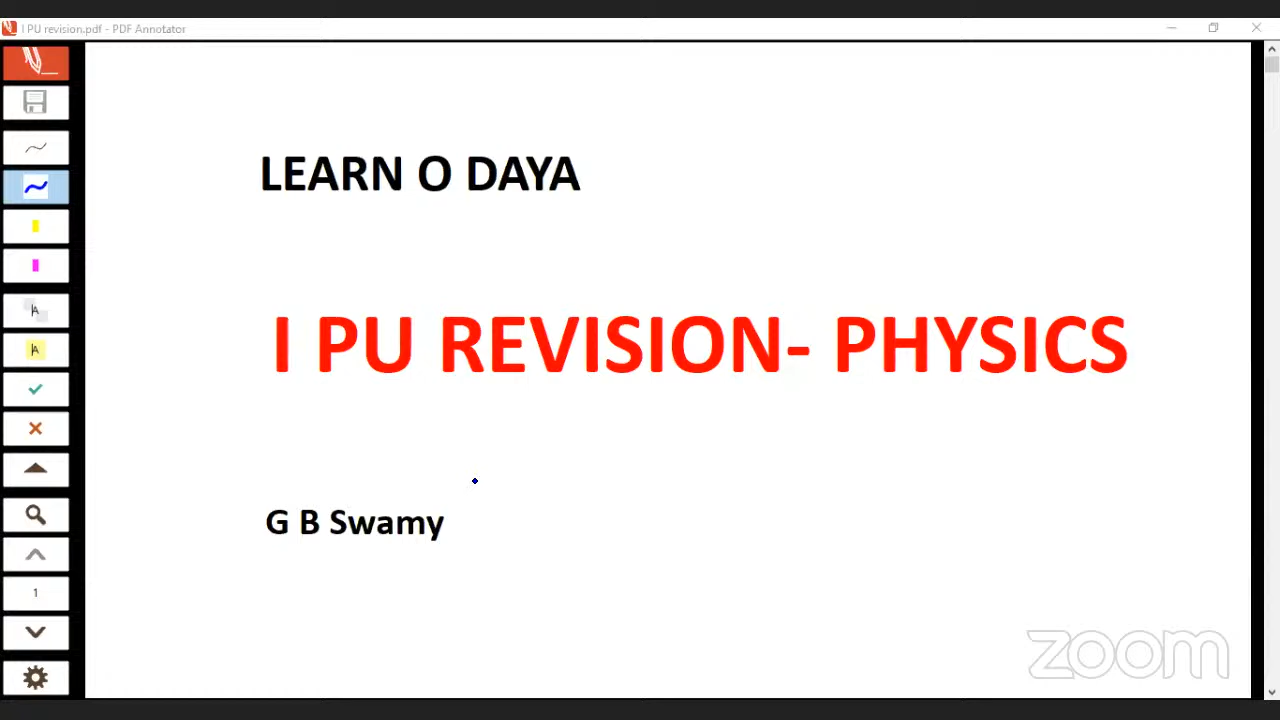 I PU revision.pdf - PDF Annotator
LEARN O DAYA
I PU REVISION- PHYSICS
G B Swamy
A
A
1
zoom